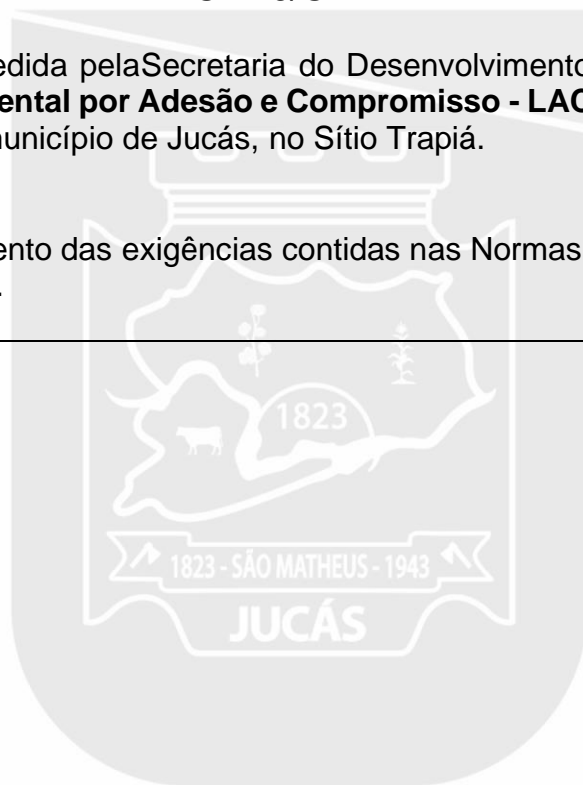 edida pelaSecretaria do Desenvolvimento
ental por Adesão e Compromisso - LAC
município de Jucás, no Sítio Trapiá.
ento das exigências contidas nas Normas
.
1823
1823 - SÃO MATHEUS - 1943
JUCÁS